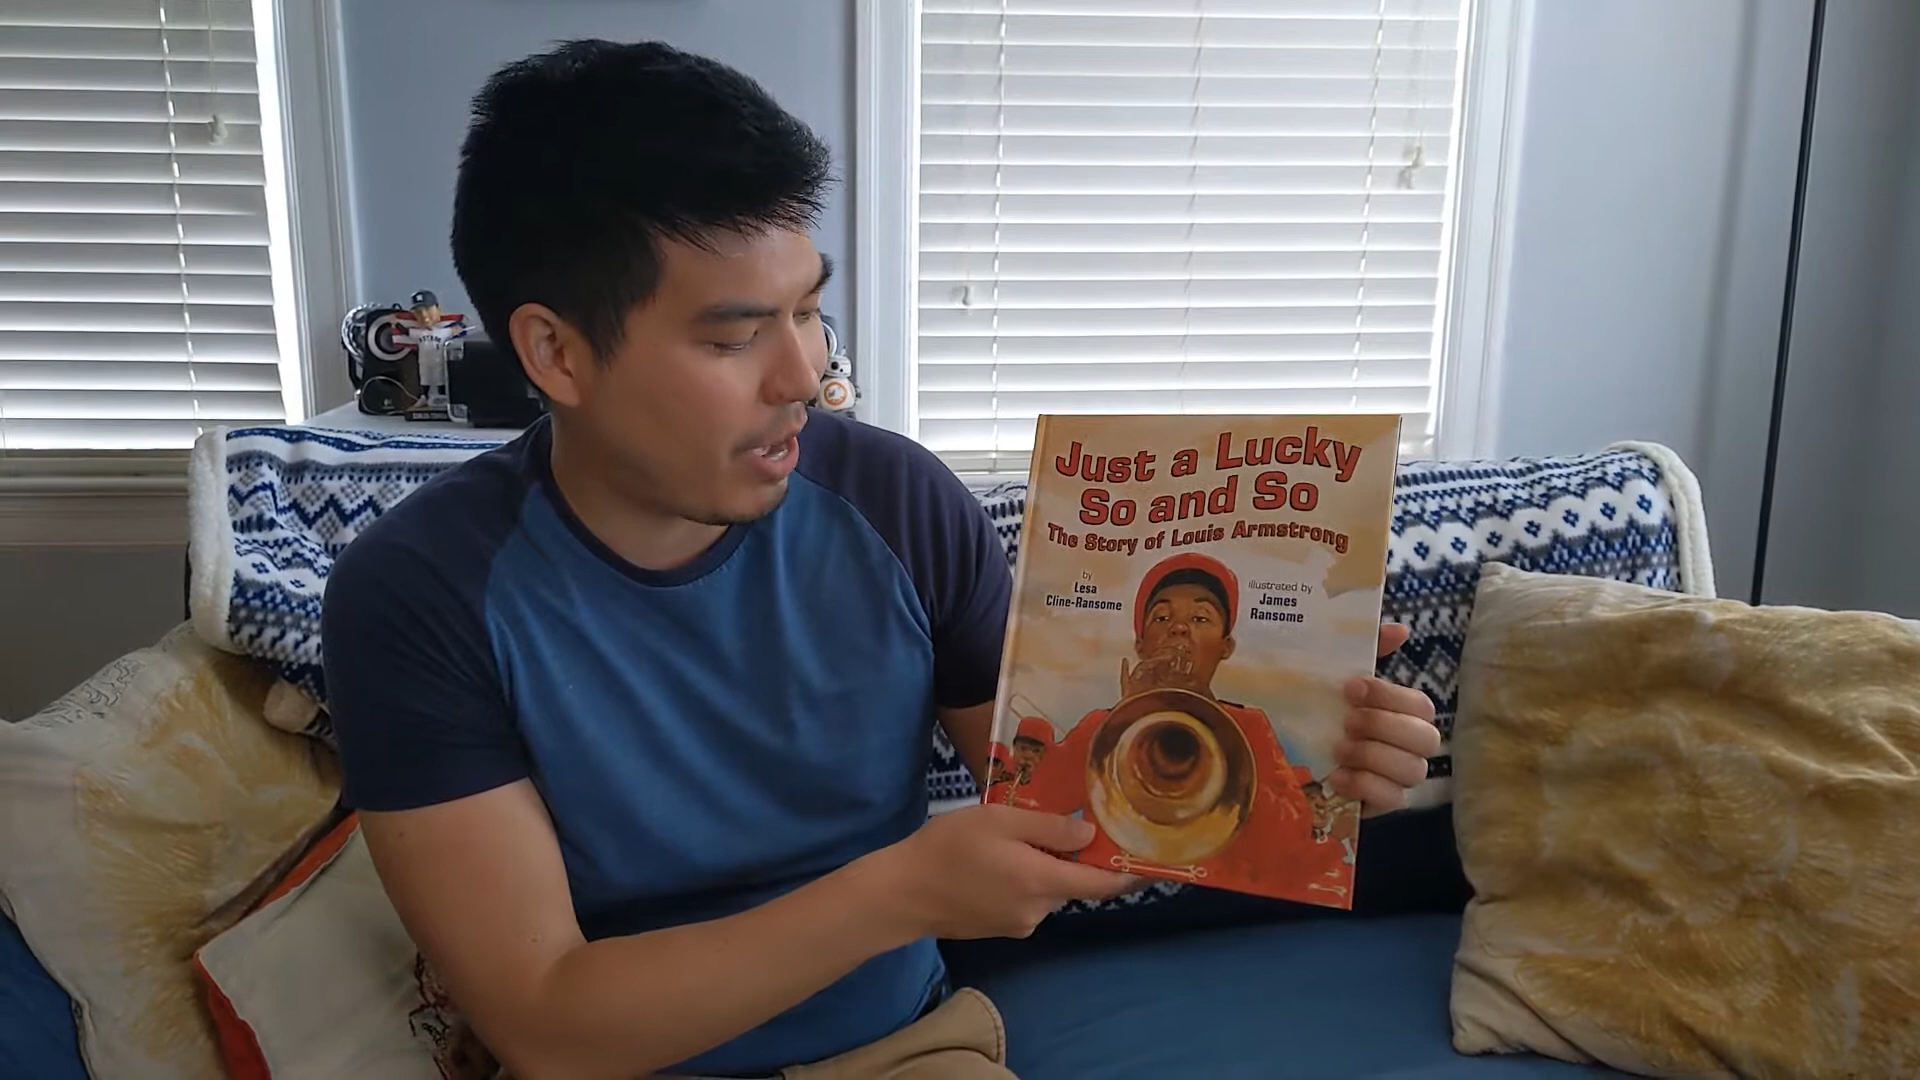 Just a Lucky
So and So
The Story of Louis Armstrong
by
Lesa
Cline-Ransome
illustrated by
James
Ransome